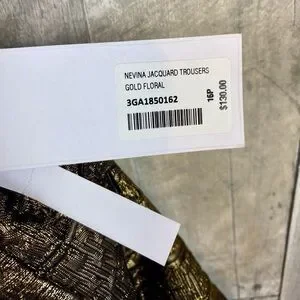 NEVINA JACQUARD TROUSERS
GOLD FLORAL
3GA1850162
16P
$130.00